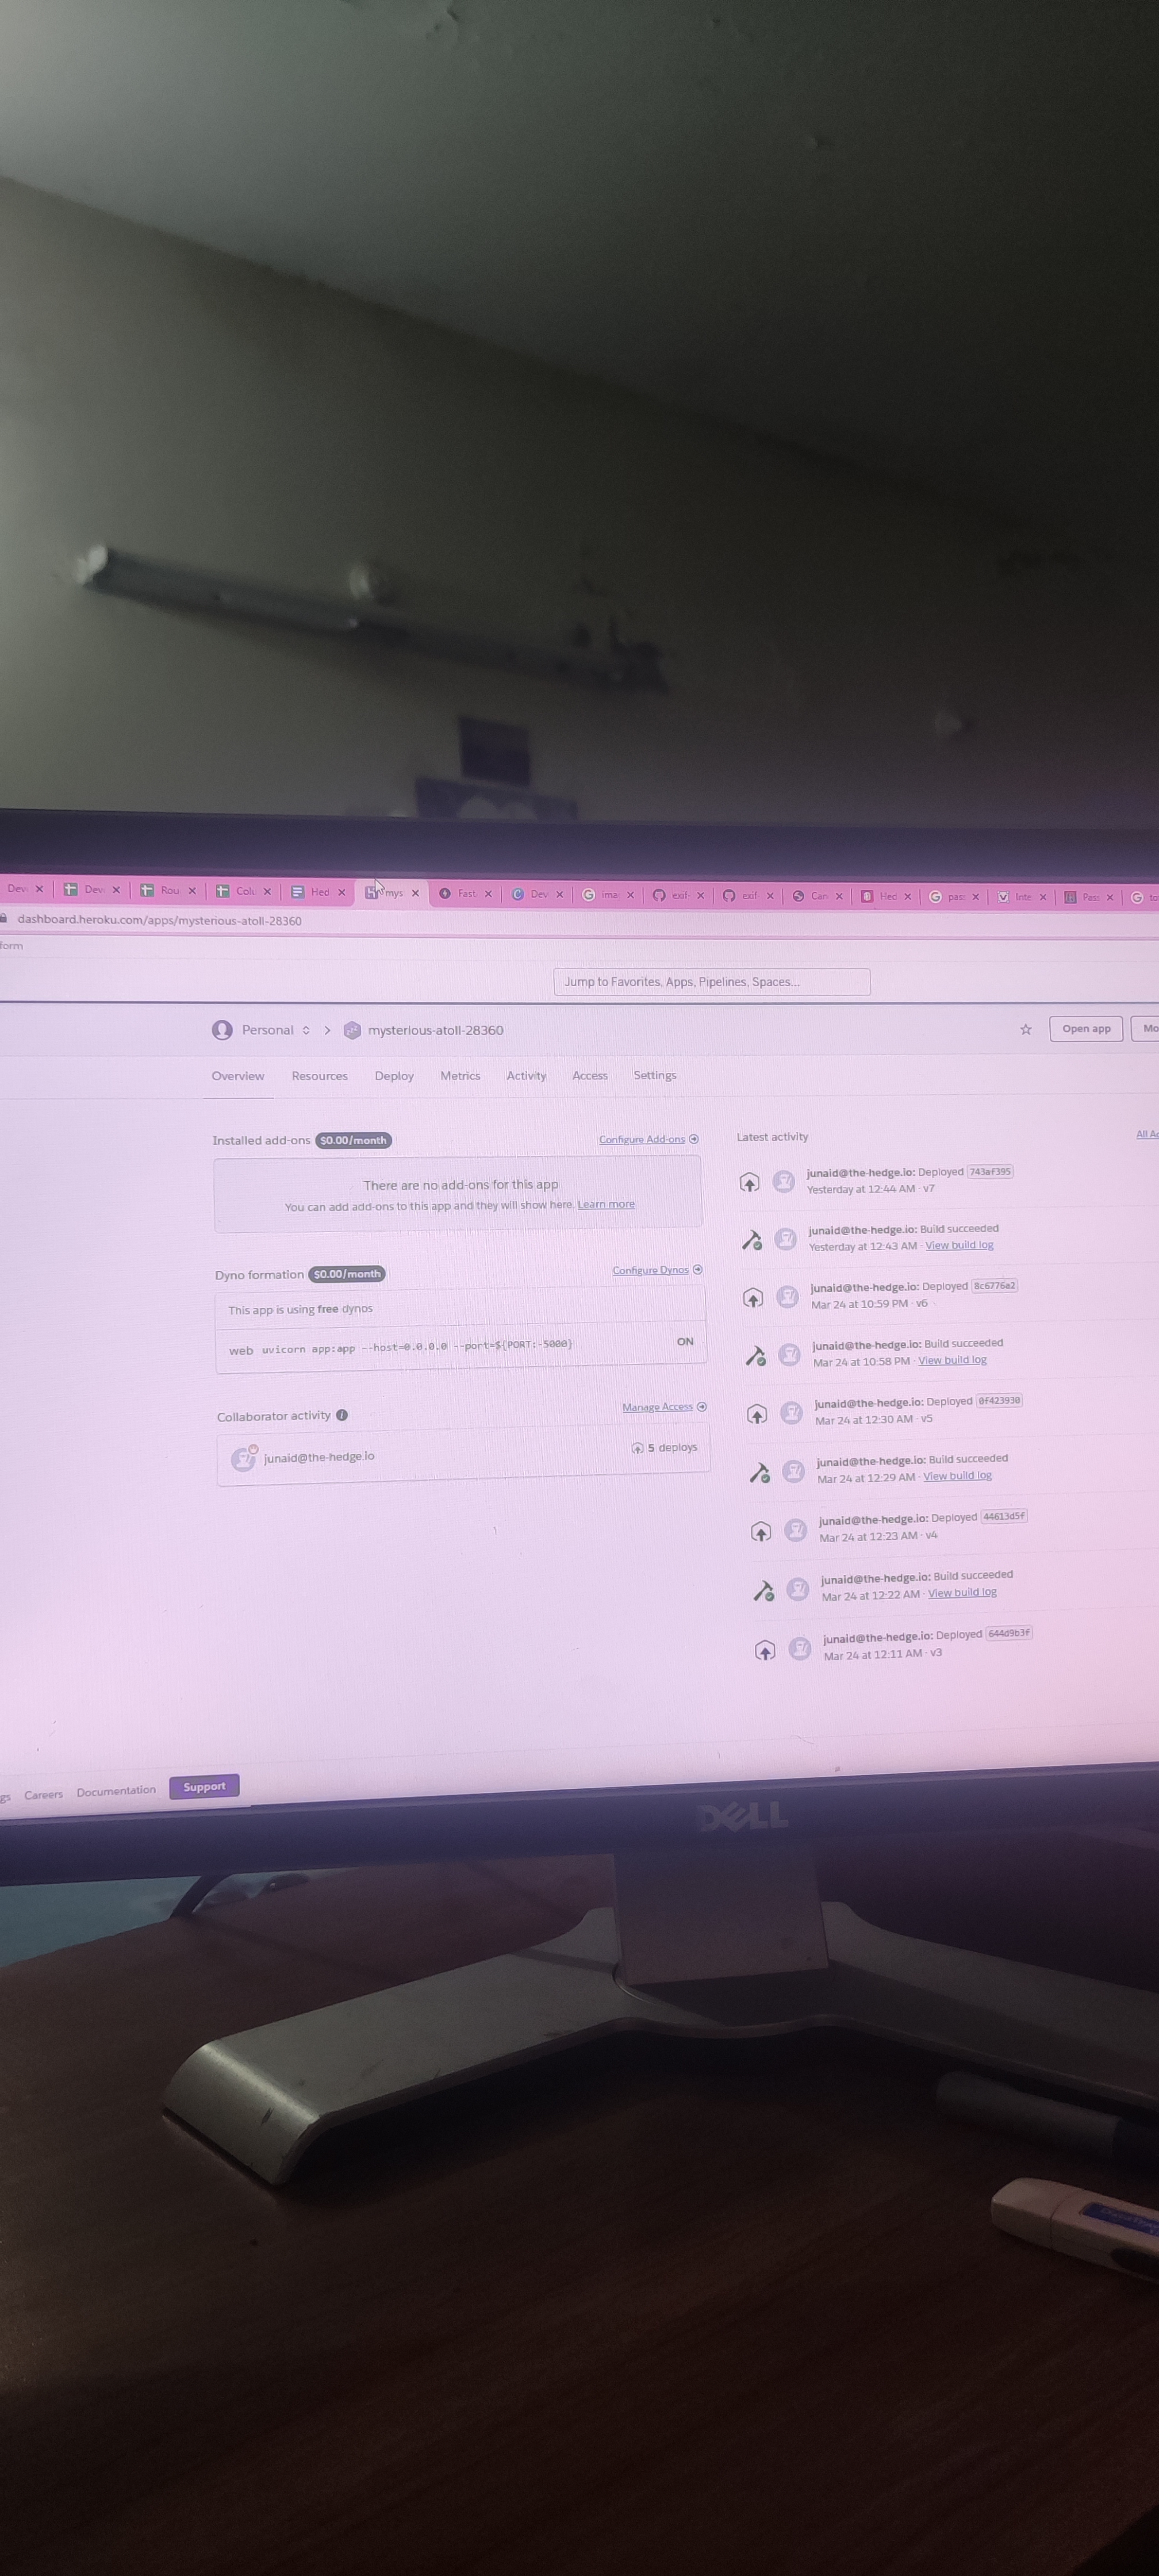 Dev
Dev
Rou
Colu
Hed
mys
Fast
Dev
ima
exif
exif
Can
Hed
pas
Inte
Pass
to
dashboard.heroku.com/apps/mysterious-atoll-28360
form
Jump to Favorites, Apps, Pipelines, Spaces...
Personal
mysterious-atoll-28360
Open app
Mo
Overview Resources Deploy Metrics Activity Access Settings
Installed add-ons $0.00/month Configure Add-ons
There are no add-ons for this app
You can add add-ons to this app and they will show here. Learn more
Dyno formation $0.00/month Configure Dynos
This app is using free dynos
web uvicorn app:app --host=0.0.0.0 --port=${PORT:-5000} ON
Collaborator activity Manage Access
junaid@the-hedge.io 5 deploys
Latest activity All Ac
junaid@the-hedge.io: Deployed 743af395
Yesterday at 12:44 AM · v7
junaid@the-hedge.io: Build succeeded
Yesterday at 12:43 AM · View build log
junaid@the-hedge.io: Deployed 8c6776a2
Mar 24 at 10:59 PM · v6
junaid@the-hedge.io: Build succeeded
Mar 24 at 10:58 PM · View build log
junaid@the-hedge.io: Deployed 0f423930
Mar 24 at 12:30 AM · v5
junaid@the-hedge.io: Build succeeded
Mar 24 at 12:29 AM · View build log
junaid@the-hedge.io: Deployed 44613d5f
Mar 24 at 12:23 AM · v4
junaid@the-hedge.io: Build succeeded
Mar 24 at 12:22 AM · View build log
junaid@the-hedge.io: Deployed 644d9b3f
Mar 24 at 12:11 AM · v3
gs Careers Documentation Support
DELL